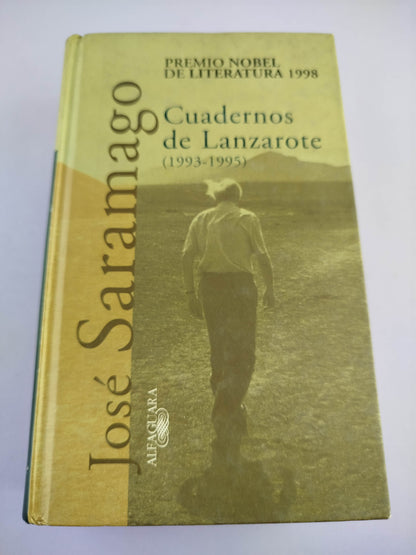 PREMIO NOBEL
DE LITERATURA 1998
Cuadernos
de Lanzarote
(1993-1995)
José Saramago
ALFAGUARA